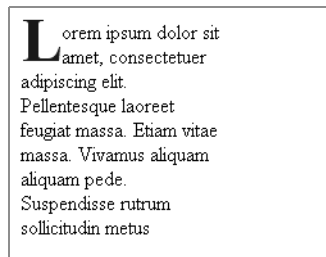 Lorem ipsum dolor sit
amet, consectetuer
adipiscing elit.
Pellentesque laoreet
feugiat massa. Etiam vitae
massa. Vivamus aliquam
aliquam pede.
Suspendisse rutrum
sollicitudin metus